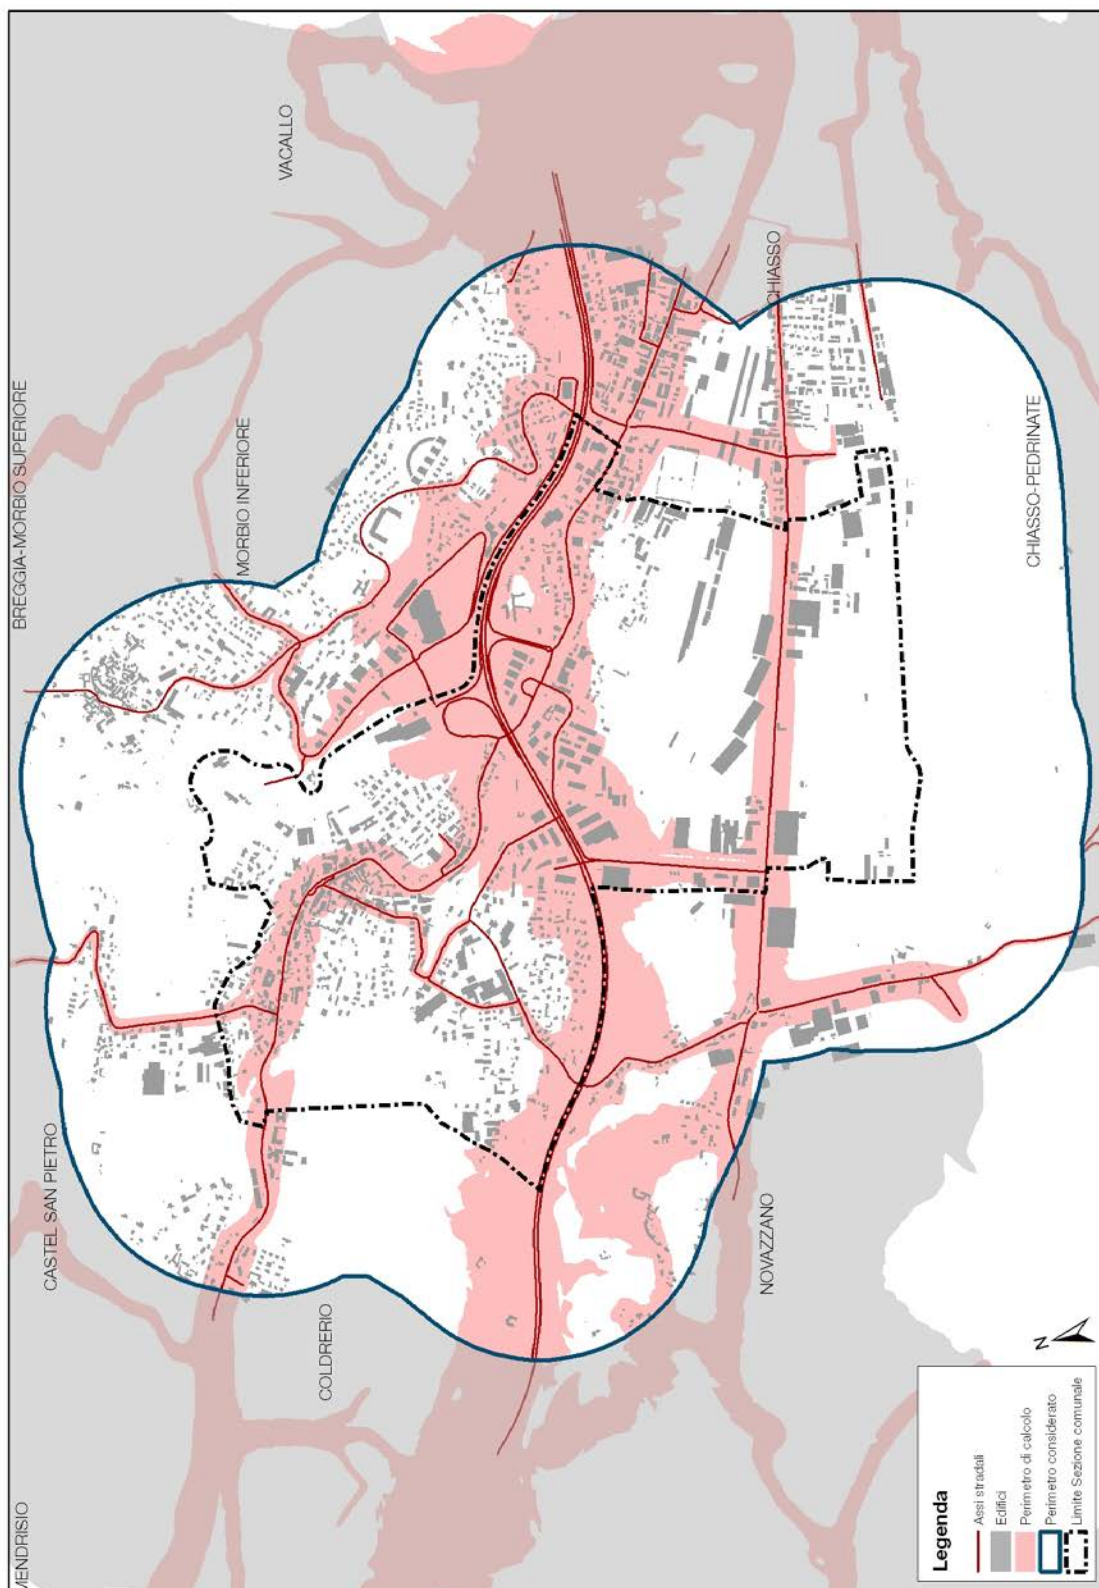 BREGGIA-MORBIO SUPERIORE
VACALLO
MORBIO INFERIORE
CHIASSO
CHIASSO-PEDRINATE
CASTEL SAN PIETRO
COLDRERIO
NOVAZZANO
MENDRISIO
N
Legenda
Assi stradali
Edifici
Perimetro di calcolo
Perimetro considerato
Limite Sezione comunale